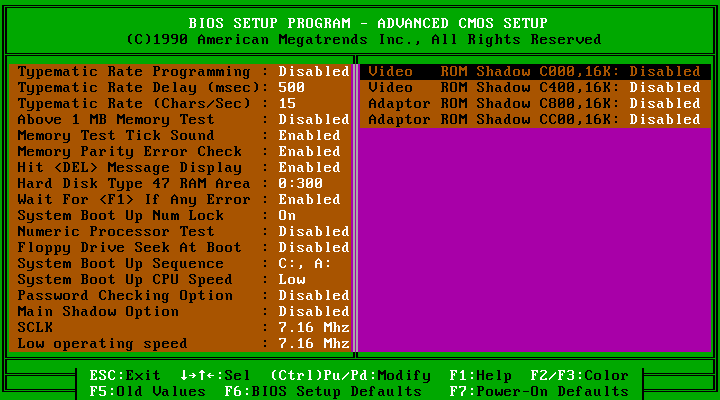 BIOS SETUP PROGRAM - ADVANCED CMOS SETUP
(C)1990 American Megatrends Inc., All Rights Reserved
Typematic Rate Programming : Disabled
Typematic Rate Delay (msec): 500
Typematic Rate (Chars/Sec) : 15
Above 1 MB Memory Test : Disabled
Memory Test Tick Sound : Enabled
Memory Parity Error Check : Enabled
Hit <DEL> Message Display : Enabled
Hard Disk Type 47 RAM Area : 0:300
Wait For <F1> If Any Error : Enabled
System Boot Up Num Lock : On
Numeric Processor Test : Disabled
Floppy Drive Seek At Boot : Disabled
System Boot Up Sequence : C:, A:
System Boot Up CPU Speed : Low
Password Checking Option : Disabled
Main Shadow Option : Disabled
SCLK : 7.16 Mhz
Low operating speed : 7.16 Mhz
Video ROM Shadow C000,16K: Disabled
Video ROM Shadow C400,16K: Disabled
Adaptor ROM Shadow C800,16K: Disabled
Adaptor ROM Shadow CC00,16K: Disabled
ESC:Exit ↓→↑←:Sel (Ctrl)Pu/Pd:Modify F1:Help F2/F3:Color
F5:Old Values F6:BIOS Setup Defaults F7:Power-On Defaults